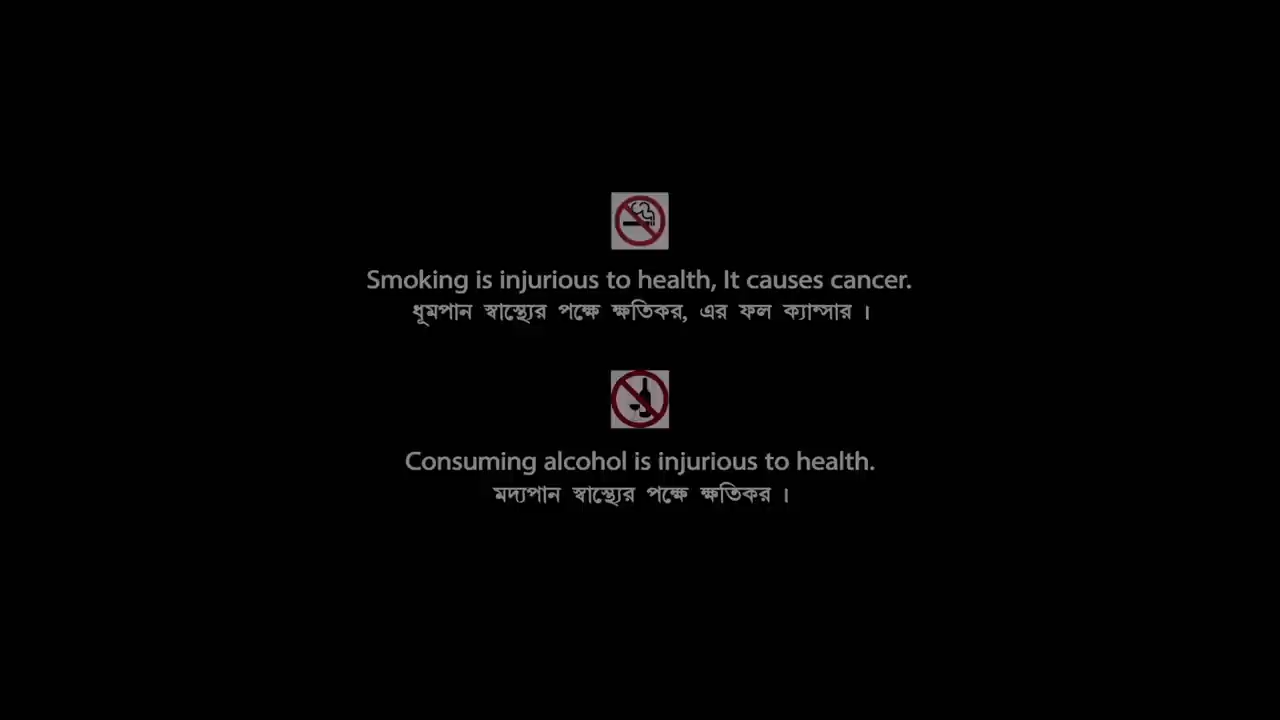 Smoking is injurious to health, It causes cancer.
ধূমপান স্বাস্থ্যের পক্ষে ক্ষতিকর, এর ফল ক্যান্সার ।
Consuming alcohol is injurious to health.
মদ্যপান স্বাস্থ্যের পক্ষে ক্ষতিকর ।